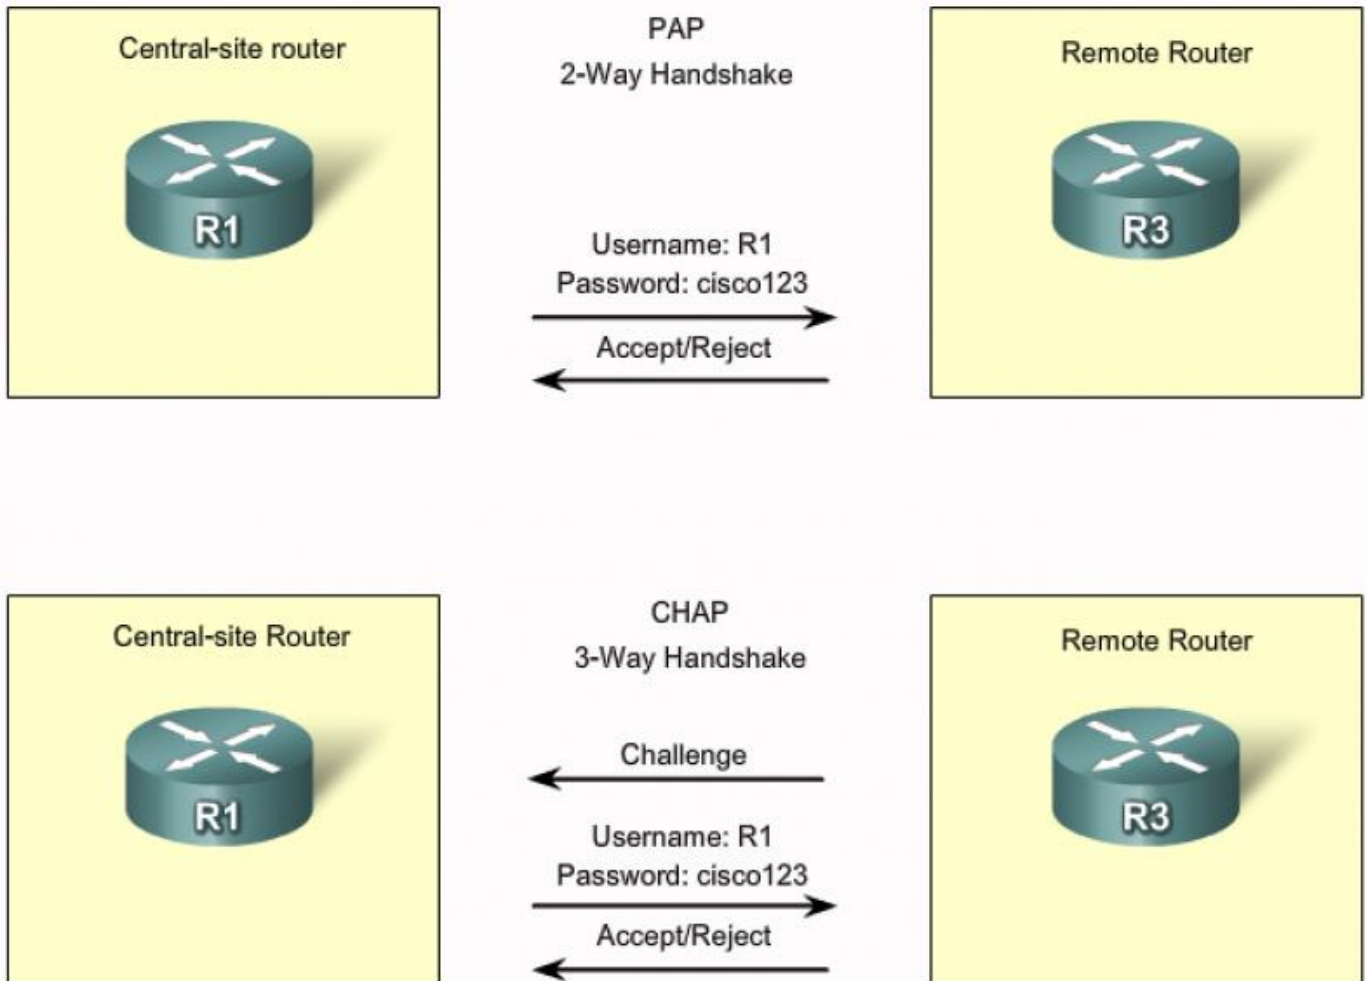 Central-site router
PAP
2-Way Handshake
Remote Router
R1
R3
Username: R1
Password: cisco123
Accept/Reject
Central-site Router
CHAP
3-Way Handshake
Remote Router
R1
R3
Challenge
Username: R1
Password: cisco123
Accept/Reject